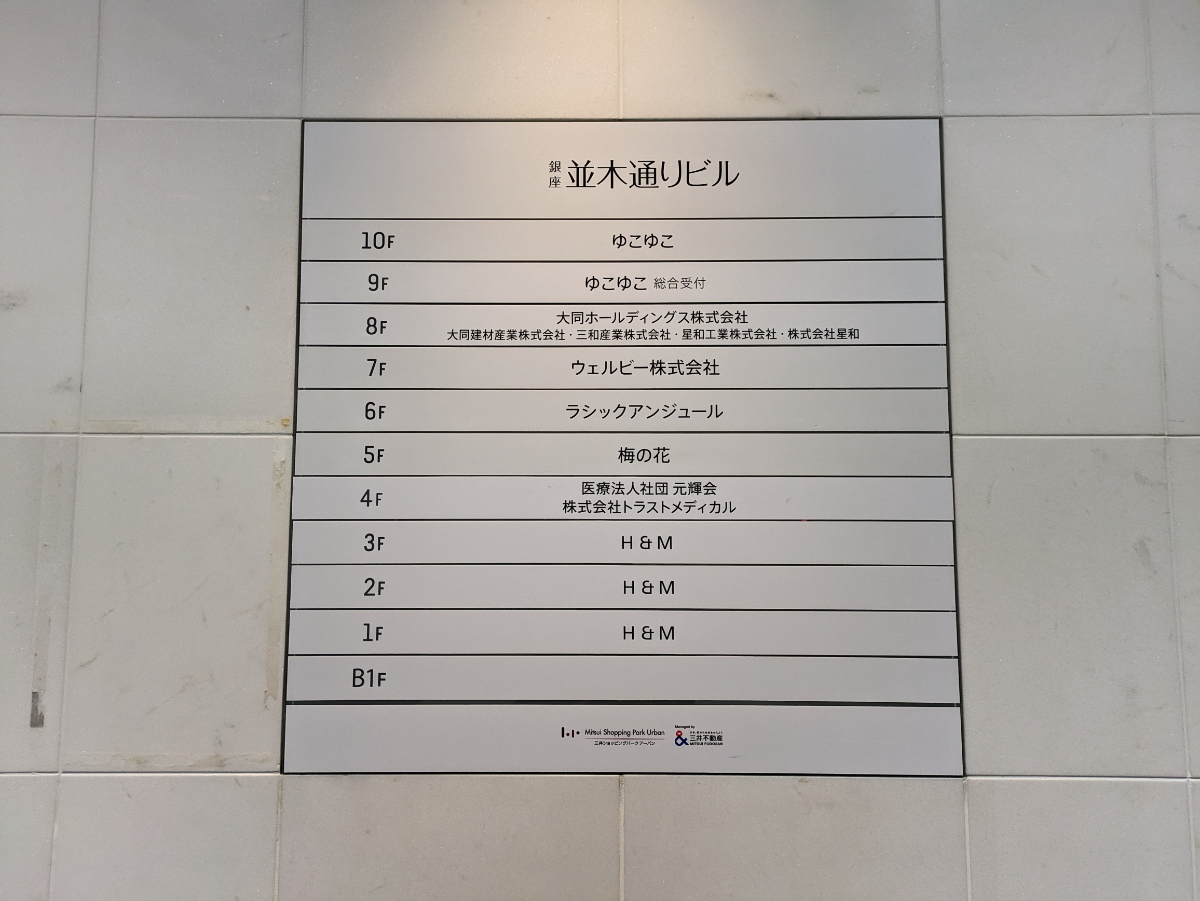 銀座 並木通りビル
10F ゆこゆこ
9F ゆこゆこ 総合受付
8F 大同ホールディングス株式会社
大同建材産業株式会社・三和産業株式会社・星和工業株式会社・株式会社星和
7F ウェルビー株式会社
6F ラシックアンジュール
5F 梅の花
4F 医療法人社団 元輝会
株式会社トラストメディカル
3F H & M
2F H & M
1F H & M
B1F
Mitsui Shopping Park Urban
三井ショッピングパークアーバン
Managed by
& 三井不動産
MITSUI FUDOSAN